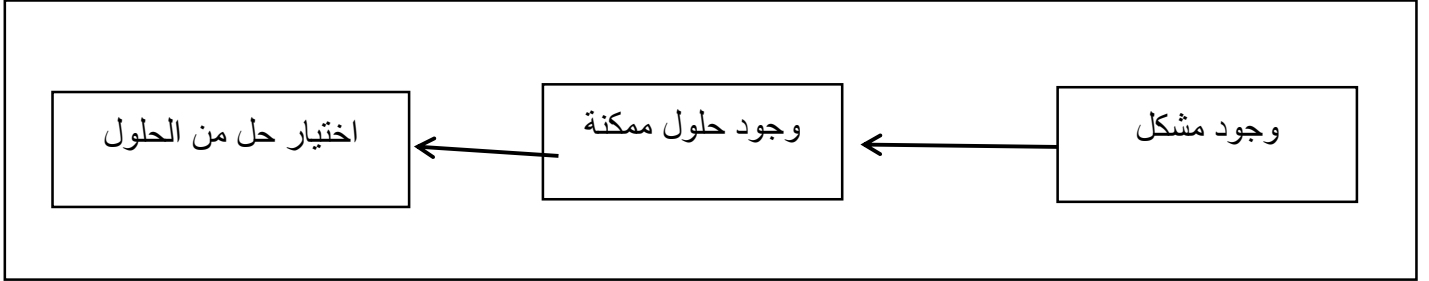 وجود مشكل
وجود حلول ممكنة
اختيار حل من الحلول